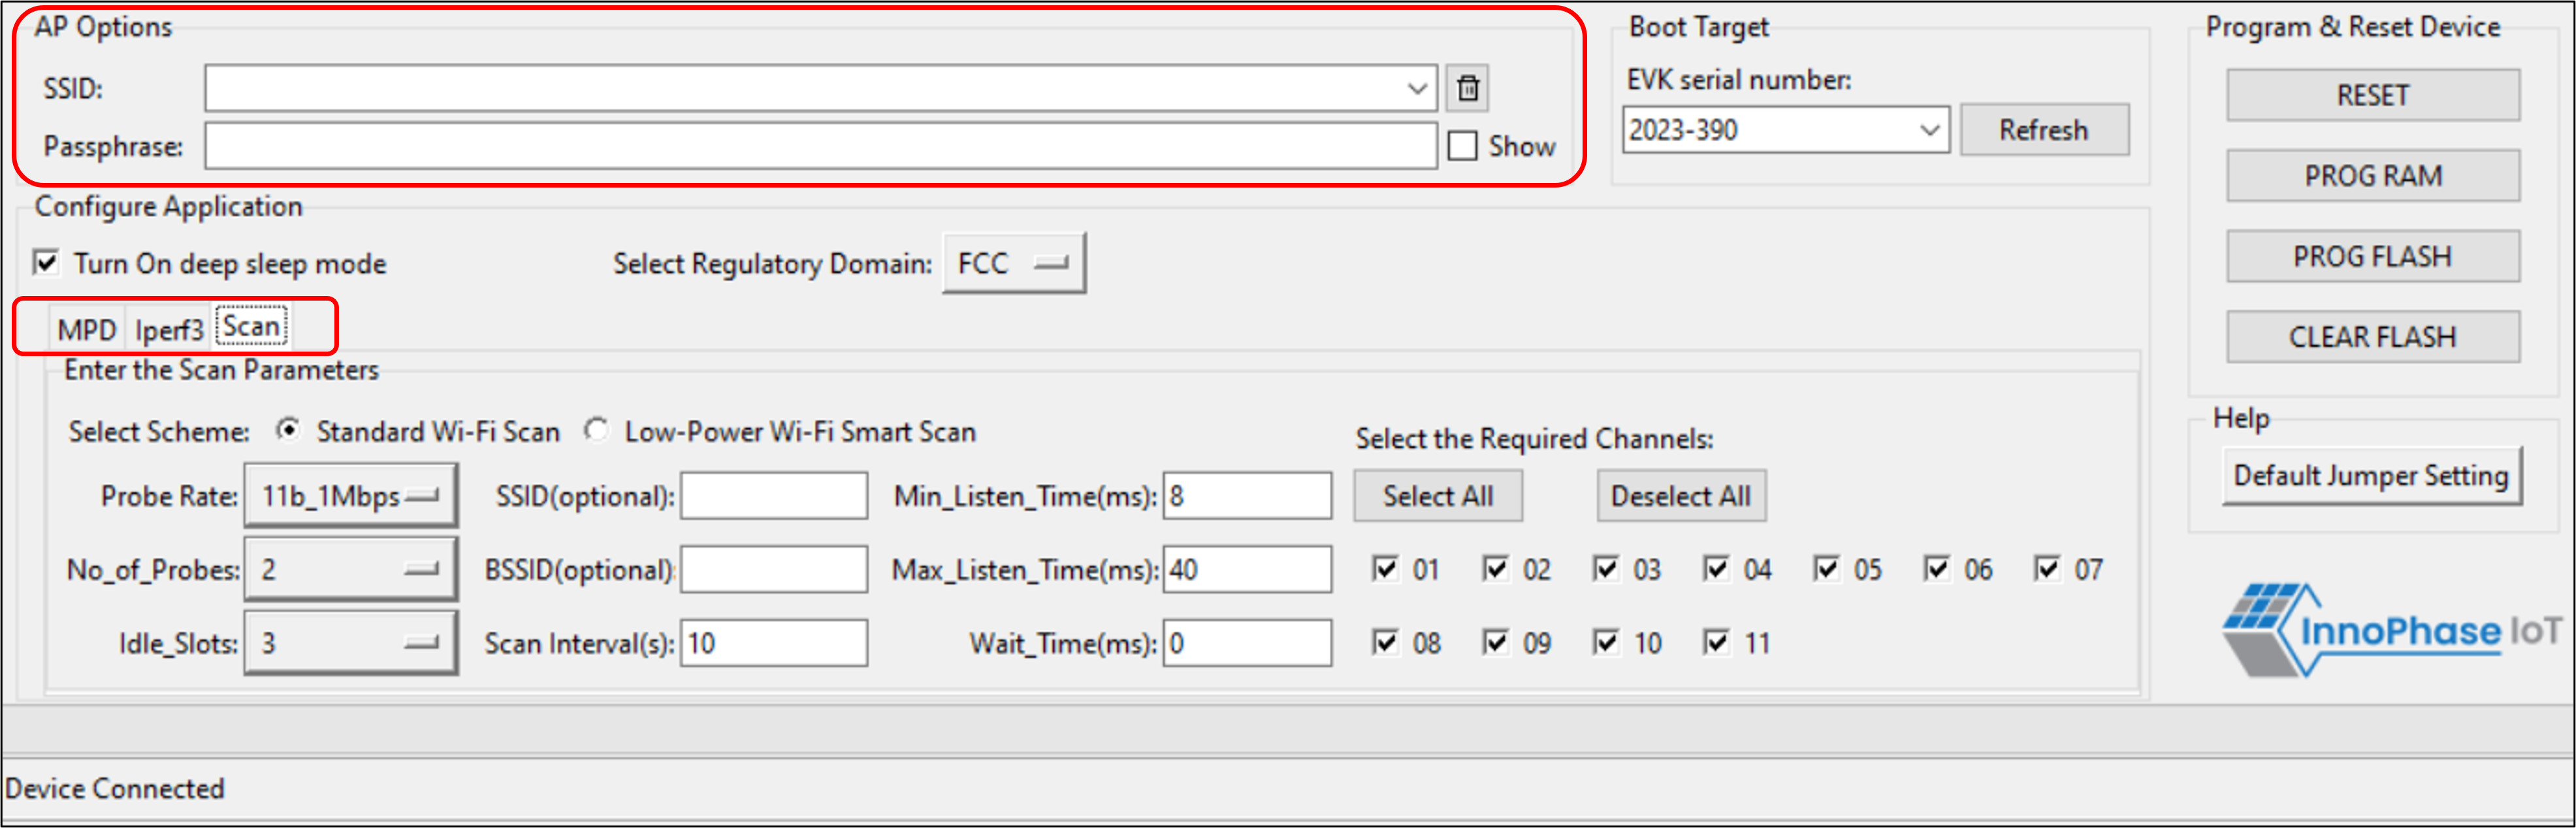 AP Options
SSID:
Passphrase:
Show
Boot Target
EVK serial number:
2023-390
Refresh
Program & Reset Device
RESET
PROG RAM
PROG FLASH
CLEAR FLASH
Configure Application
Turn On deep sleep mode
Select Regulatory Domain: FCC
MPD Iperf3 Scan
Enter the Scan Parameters
Select Scheme: Standard Wi-Fi Scan Low-Power Wi-Fi Smart Scan
Probe Rate: 11b_1Mbps SSID(optional): Min_Listen_Time(ms): 8
No_of_Probes: 2 BSSID(optional): Max_Listen_Time(ms): 40
Idle_Slots: 3 Scan Interval(s): 10 Wait_Time(ms): 0
Select the Required Channels:
Select All Deselect All
01 02 03 04 05 06 07
08 09 10 11
Help
Default Jumper Setting
InnoPhase IoT
Device Connected